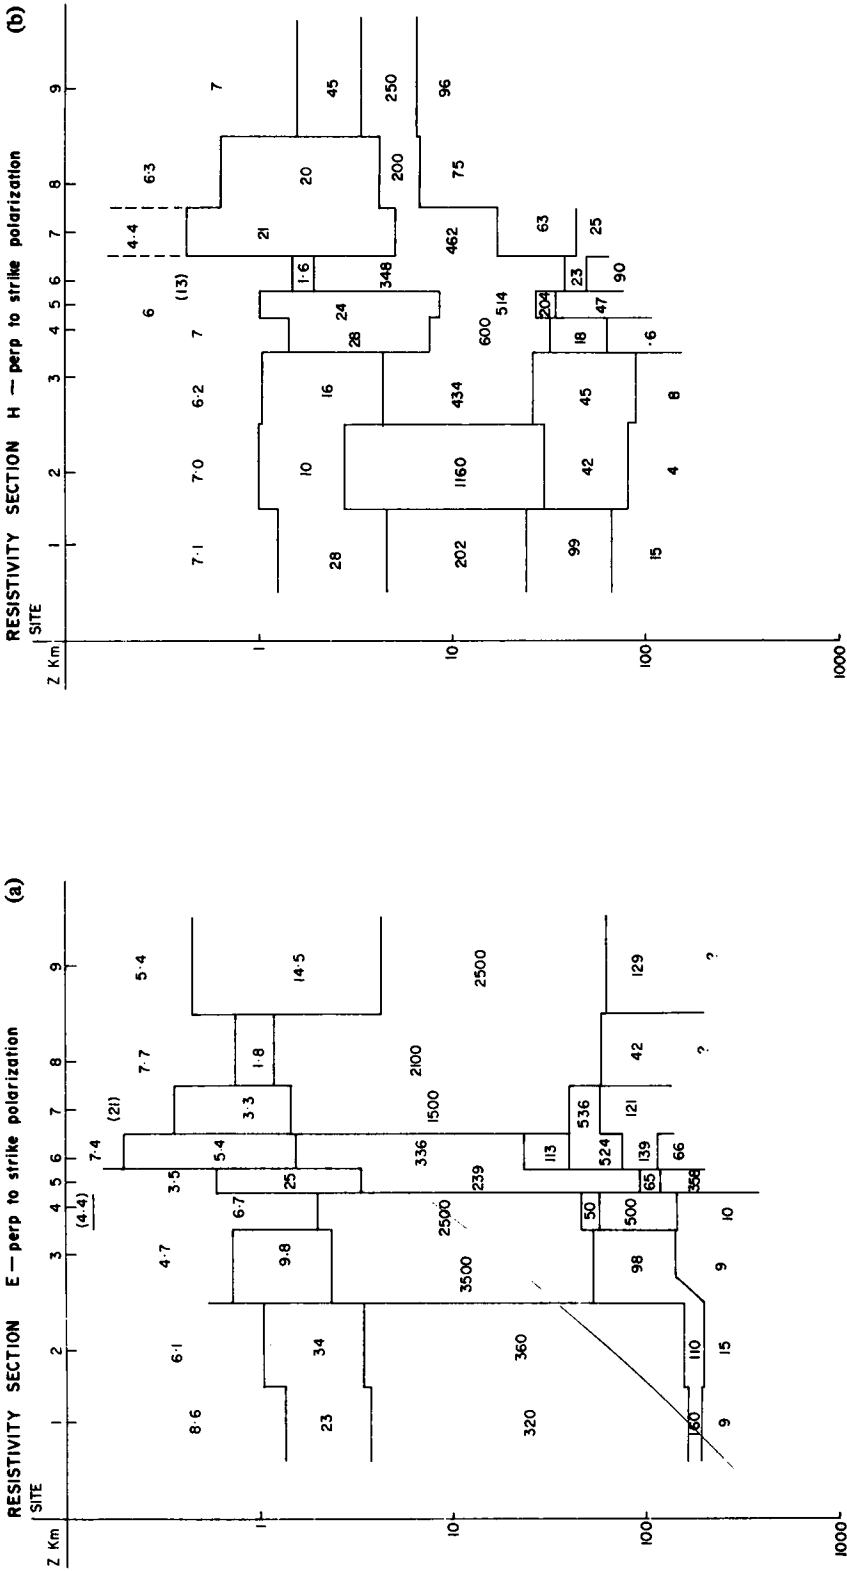 RESISTIVITY SECTION E — perp to strike polarization (a)
SITE
1 2 3 4 5 6 7 8 9
Z Km
1
10
100
1000
8·6 6·1 4·7 (4·4) 6·7 3·5 7·4 (21) 7·7 5·4
23 34 9·8 25 5·4 3·3 1·8 14·5
320 360 3500 2500 239 336 1500 2100 2500
113 536
160 110 98 50 500 65 524 139 121 42 129
9 15 9 10 358 66 ? ?
RESISTIVITY SECTION H — perp to strike polarization (b)
SITE
1 2 3 4 5 6 7 8 9
Z Km
1
10
100
1000
7·1 7·0 6·2 7 6 (13) 4·4 6·3 7
28 10 16 28 24 1·6 21 20 45
202 1160 434 600 514 348 462 200 250
99 42 45 18 204 23 63 75 96
15 4 8 ·6 47 90 25